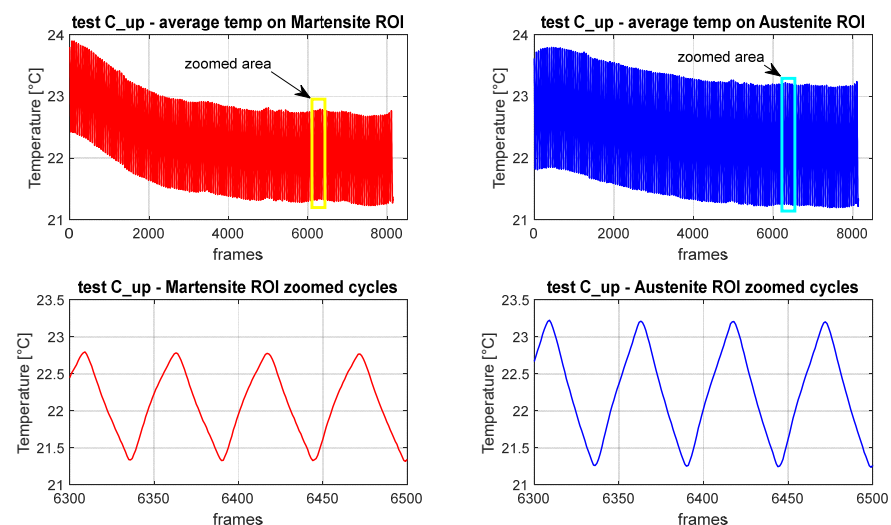 test C_up - average temp on Martensite ROI
24
23
22
21
Temperature [°C]
zoomed area
0 2000 4000 6000 8000
frames
test C_up - average temp on Austenite ROI
24
23
22
21
Temperature [°C]
zoomed area
0 2000 4000 6000 8000
frames
test C_up - Martensite ROI zoomed cycles
23.5
23
22.5
22
21.5
21
Temperature [°C]
6300 6350 6400 6450 6500
frames
test C_up - Austenite ROI zoomed cycles
23.5
23
22.5
22
21.5
21
Temperature [°C]
6300 6350 6400 6450 6500
frames